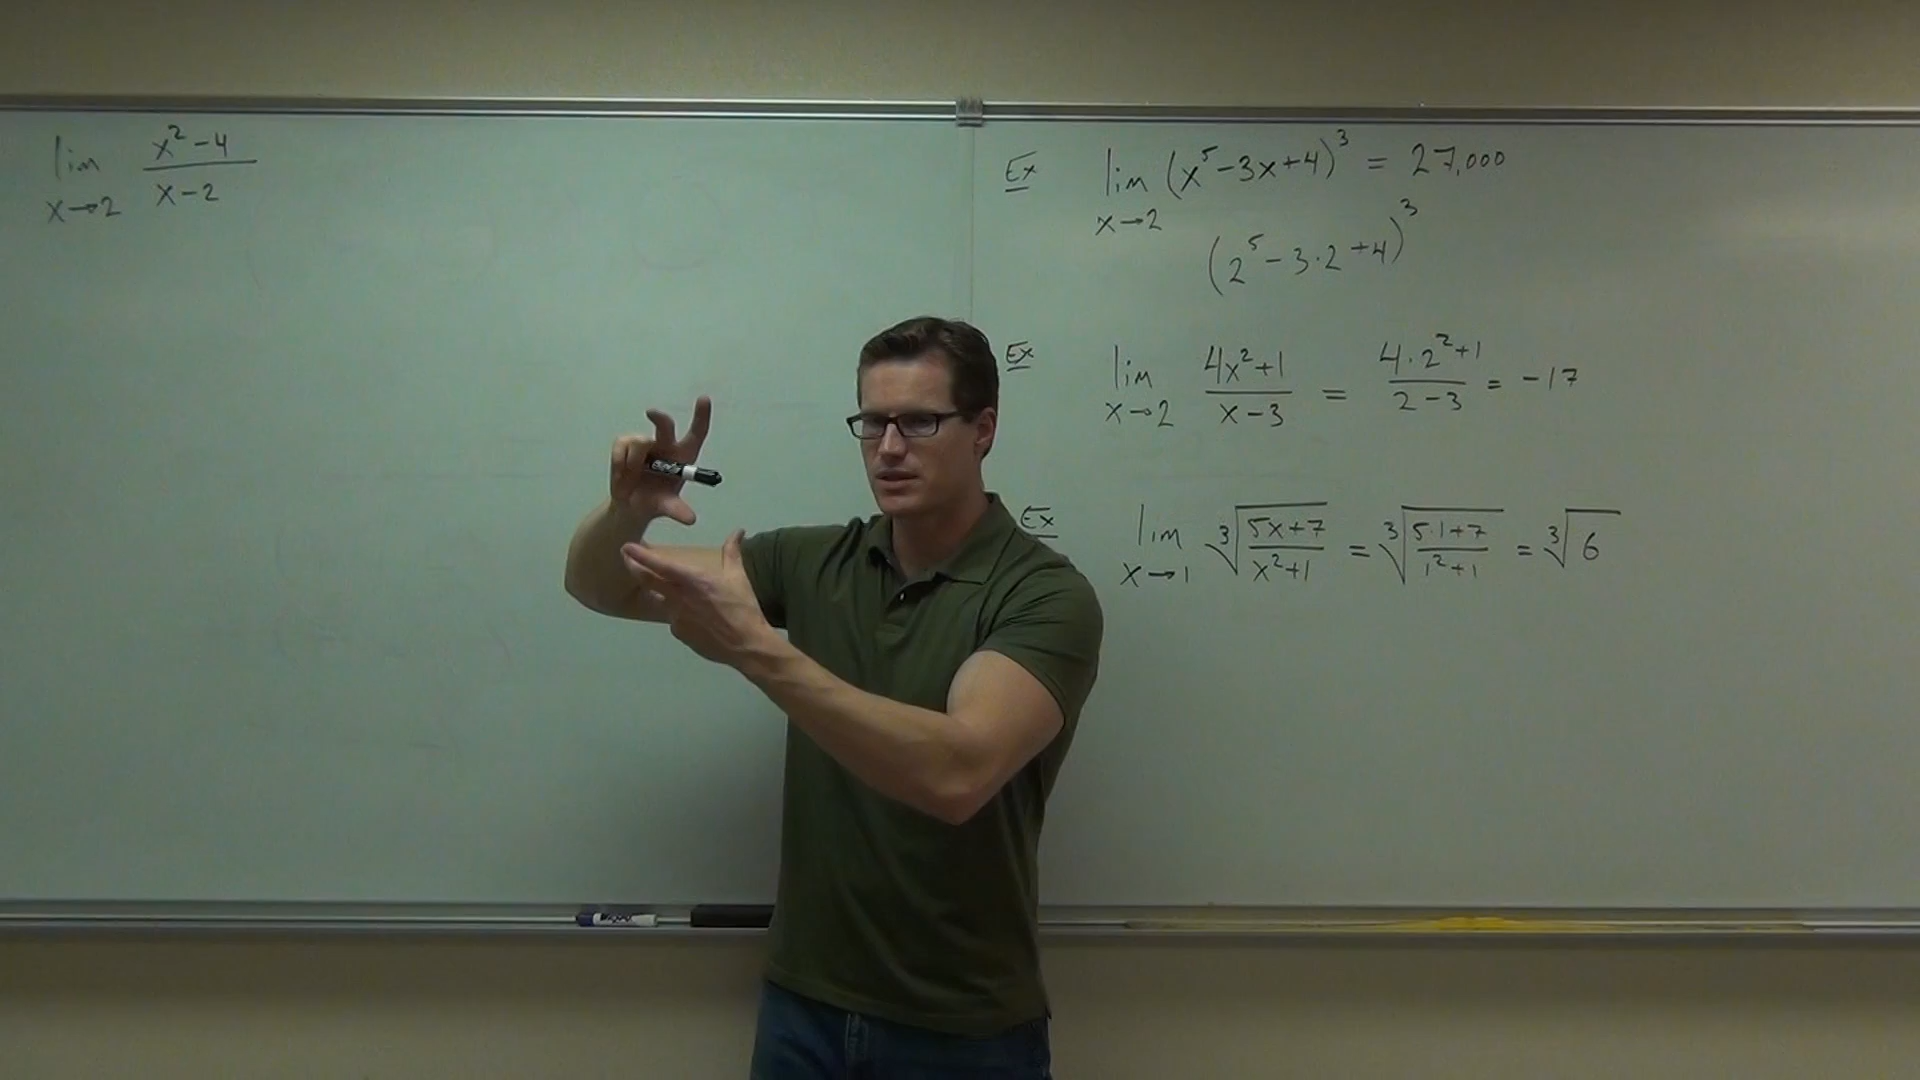 lim x²-4
x→2 x-2
Ex lim (x⁵-3x+4)³ = 27,000
x→2
(2⁵-3·2+4)³
Ex lim 4x²+1 = 4·2²+1 = -17
x→2 x-3 2-3
Ex lim ∛(5x+7 / x²+1) = ∛(5·1+7 / 1²+1) = ∛6
x→1